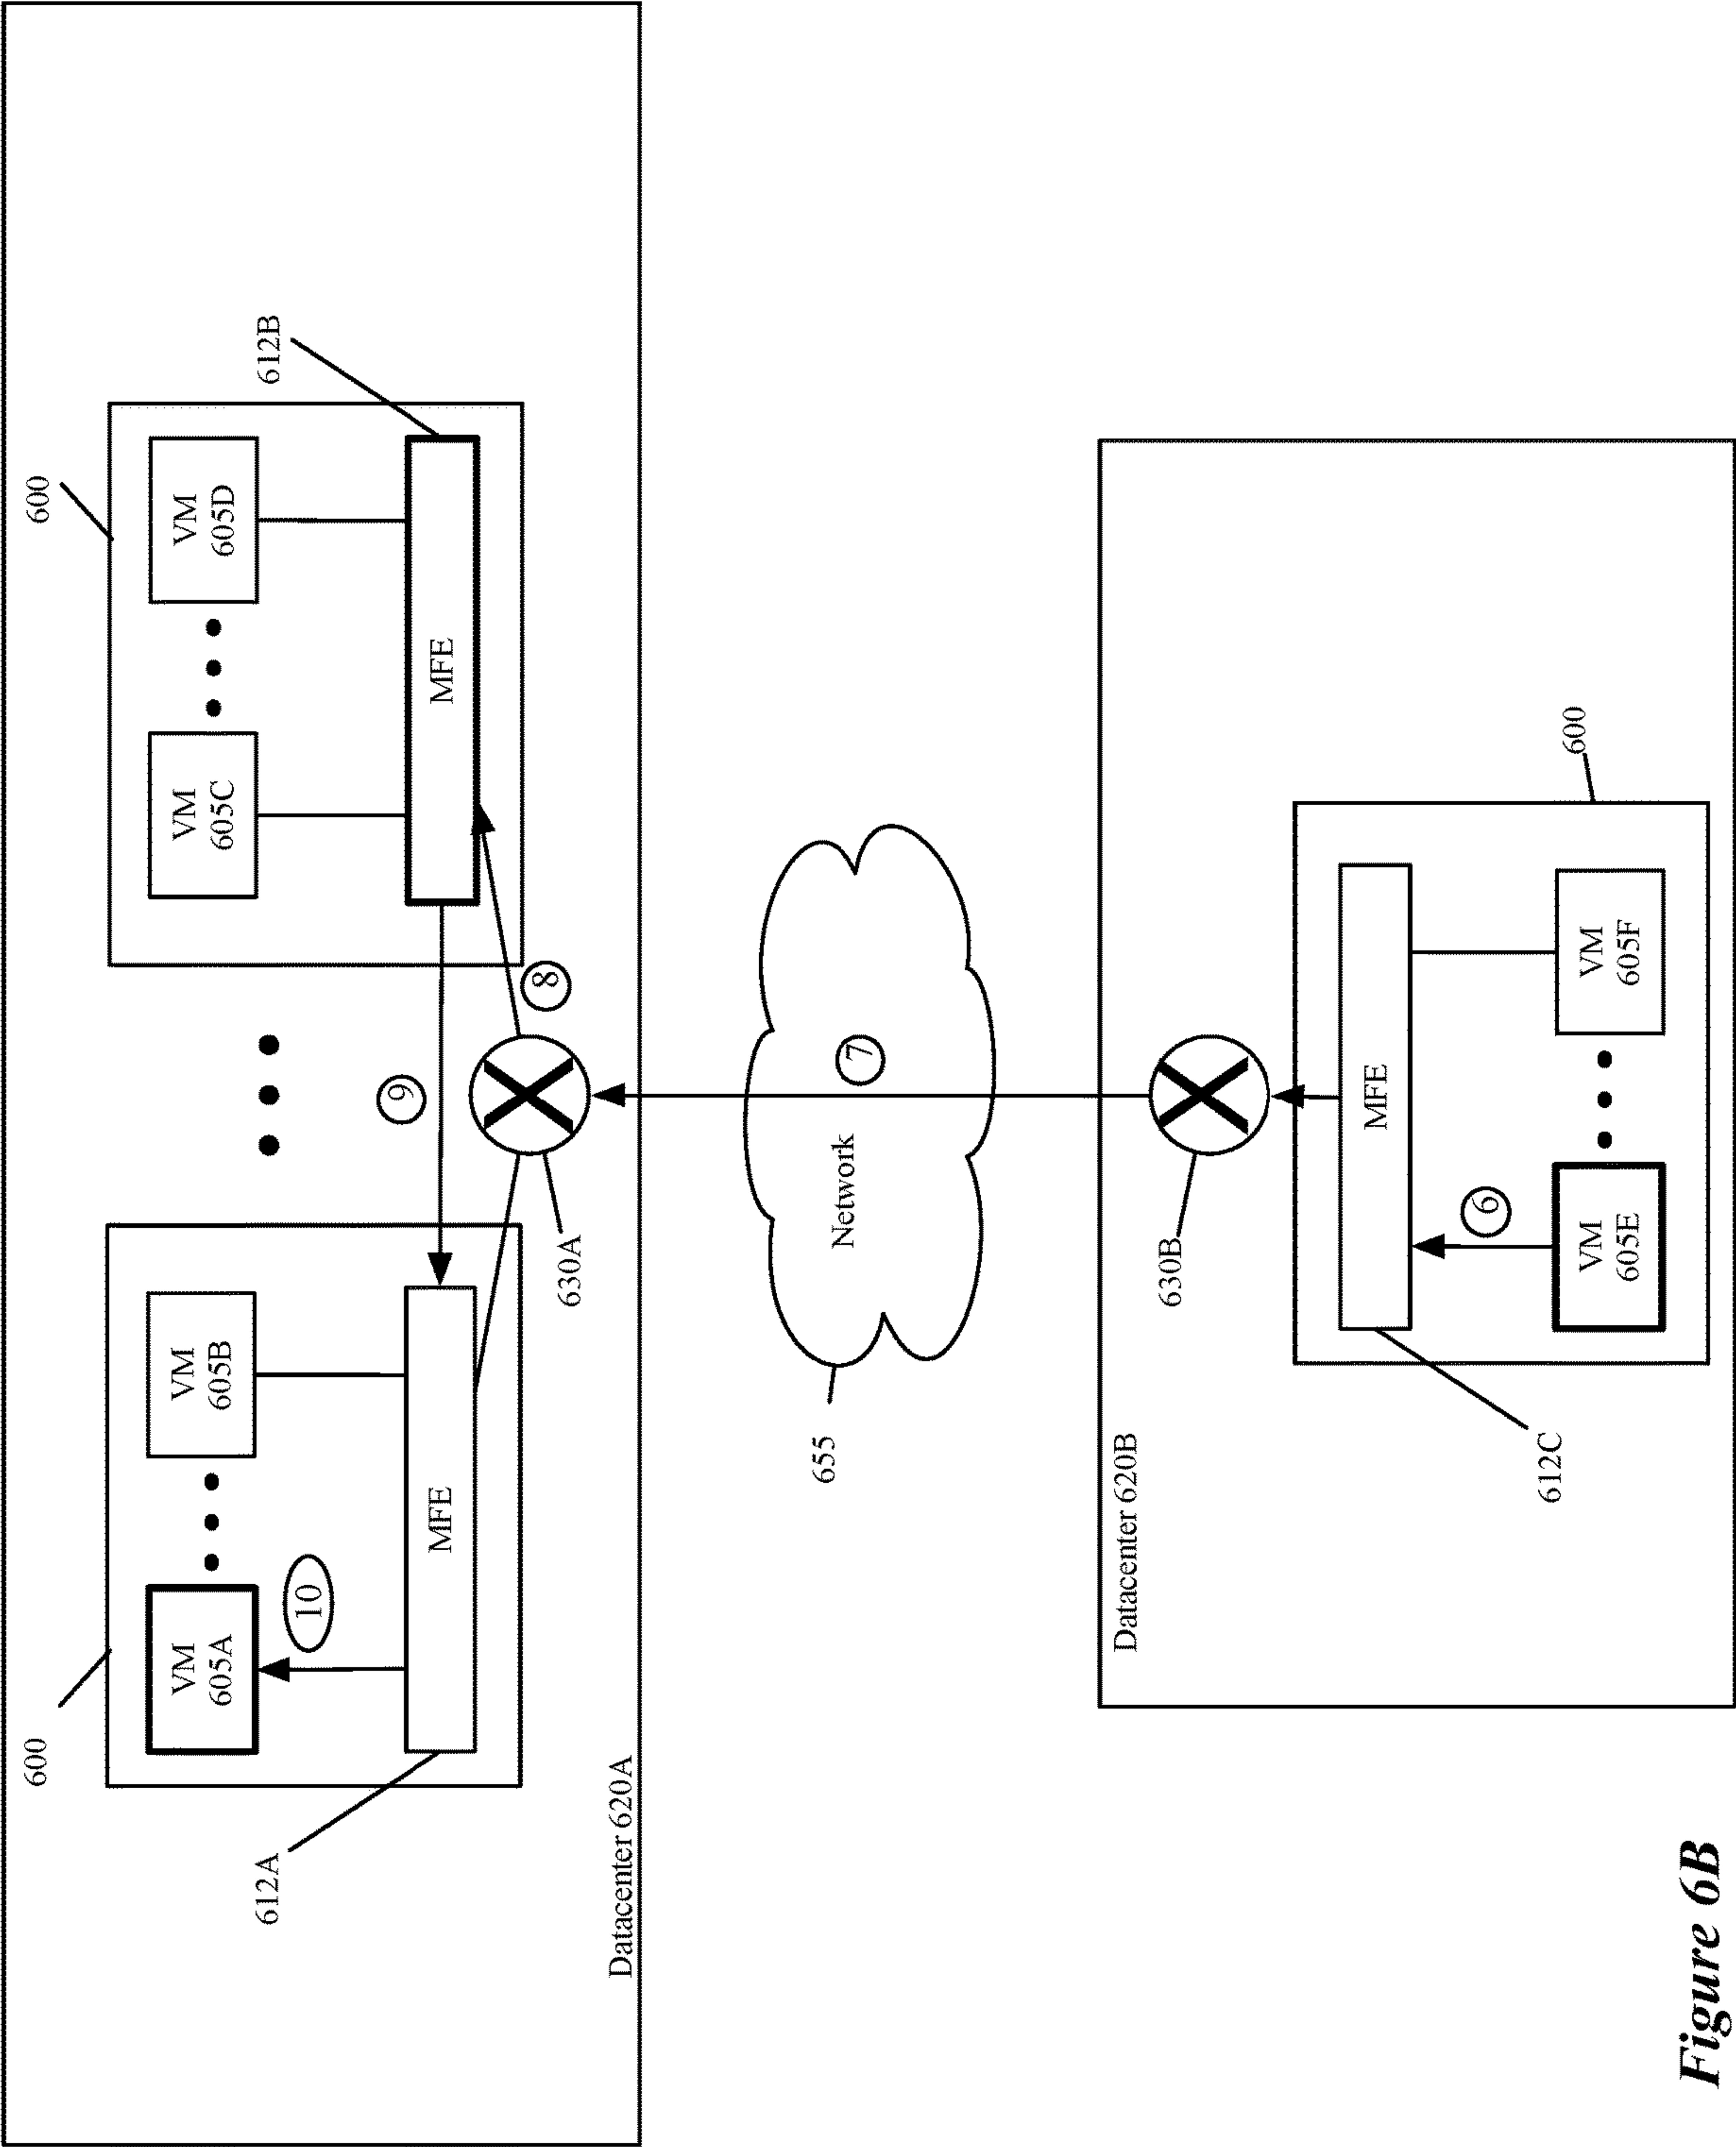 600
600
VM
605A
VM
605B
VM
605C
VM
605D
612A
612B
10
9
MFE
MFE
8
630A
Datacenter 620A
655
Network
7
Datacenter 620B
630B
MFE
6
612C
VM
605E
VM
605F
600
Figure 6B